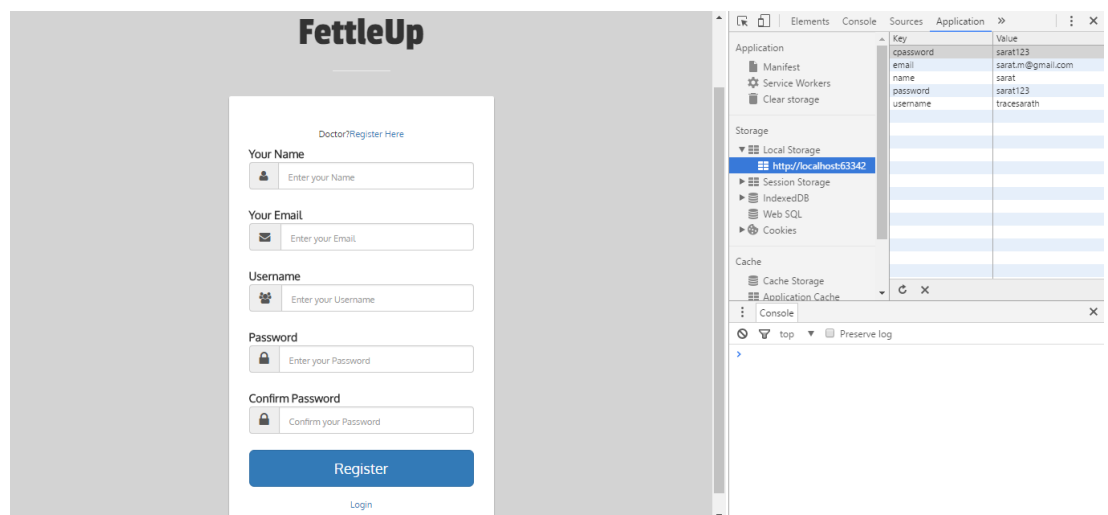 FettleUp
Doctor?Register Here
Your Name
Enter your Name
Your Email
Enter your Email
Username
Enter your Username
Password
Enter your Password
Confirm Password
Confirm your Password
Register
Login
Elements Console Sources Application »
Application
Manifest
Service Workers
Clear storage
Storage
Local Storage
http://localhost:63342
Session Storage
IndexedDB
Web SQL
Cookies
Cache
Cache Storage
Application Cache
Key Value
cpassword sarat123
email sarat.m@gmail.com
name sarat
password sarat123
username tracesarath
Console
top Preserve log